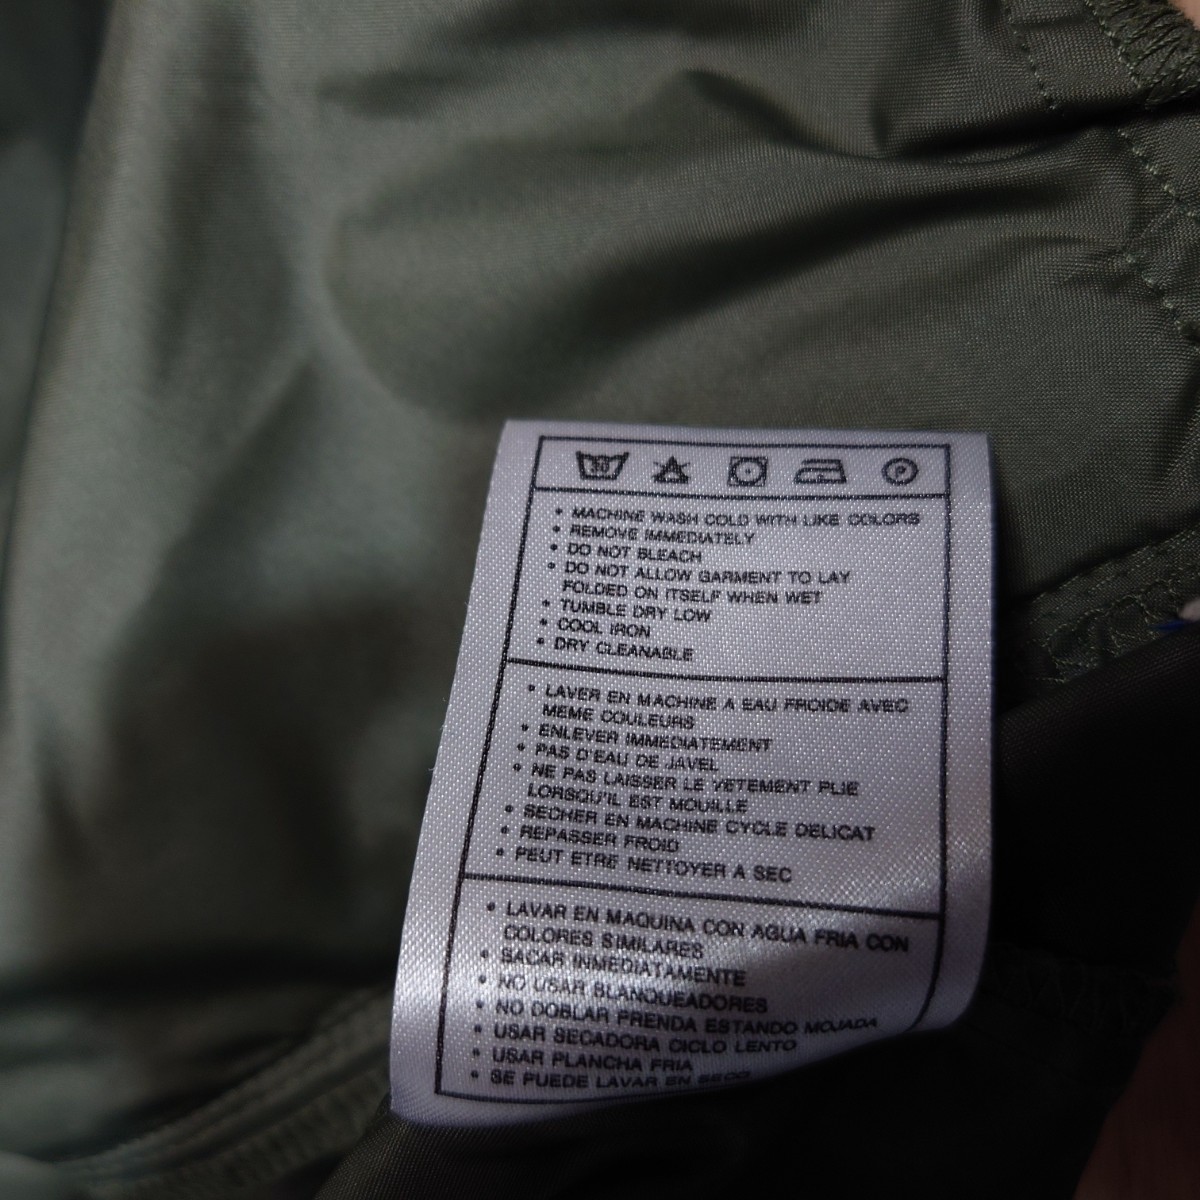 30 P
• MACHINE WASH COLD WITH LIKE COLORS
• REMOVE IMMEDIATELY
• DO NOT BLEACH
• DO NOT ALLOW GARMENT TO LAY
FOLDED ON ITSELF WHEN WET
• TUMBLE DRY LOW
• COOL IRON
• DRY CLEANABLE
• LAVER EN MACHINE A EAU FROIDE AVEC
MEME COULEURS
• ENLEVER IMMEDIATEMENT
• PAS D'EAU DE JAVEL
• NE PAS LAISSER LE VETEMENT PLIE
LORSQU'IL EST MOUILLE
• SECHER EN MACHINE CYCLE DELICAT
• REPASSER FROID
• PEUT ETRE NETTOYER A SEC
• LAVAR EN MAQUINA CON AGUA FRIA CON
COLORES SIMILARES
• SACAR INMEDIATAMENTE
• NO USAR BLANQUEADORES
• NO DOBLAR PRENDA ESTANDO MOJADA
• USAR SECADORA CICLO LENTO
• USAR PLANCHA FRIA
• SE PUEDE LAVAR EN SECO